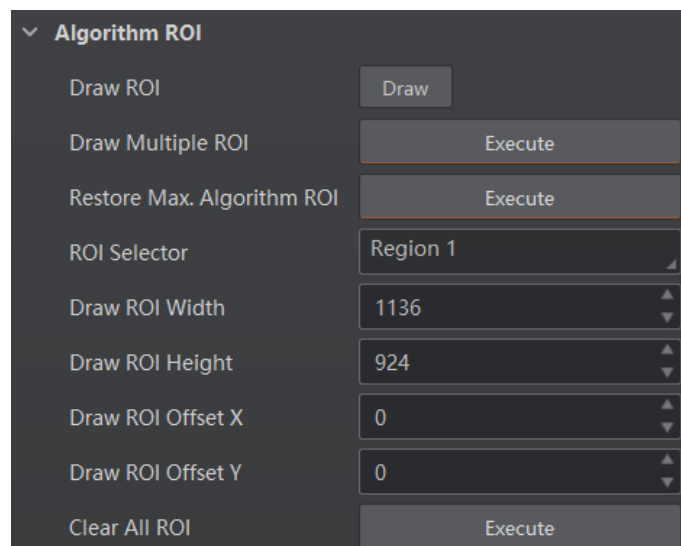 Algorithm ROI
Draw ROI Draw
Draw Multiple ROI Execute
Restore Max. Algorithm ROI Execute
ROI Selector Region 1
Draw ROI Width 1136
Draw ROI Height 924
Draw ROI Offset X 0
Draw ROI Offset Y 0
Clear All ROI Execute